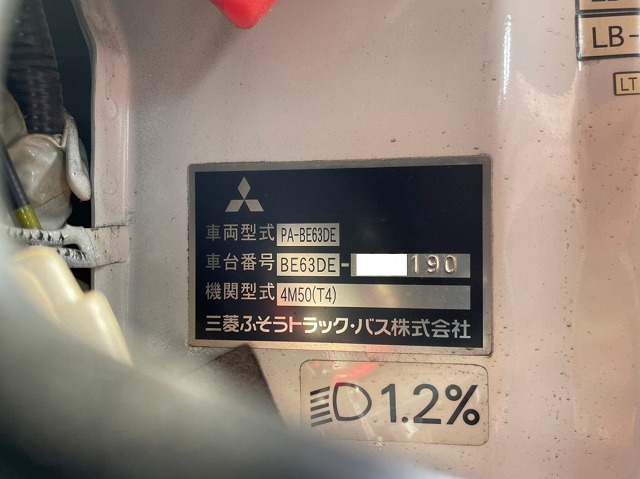 LB-
LT
車両型式 PA-BE63DE
車台番号 BE63DE- 190
機関型式 4M50(T4)
三菱ふそうトラック・バス株式会社
1.2%